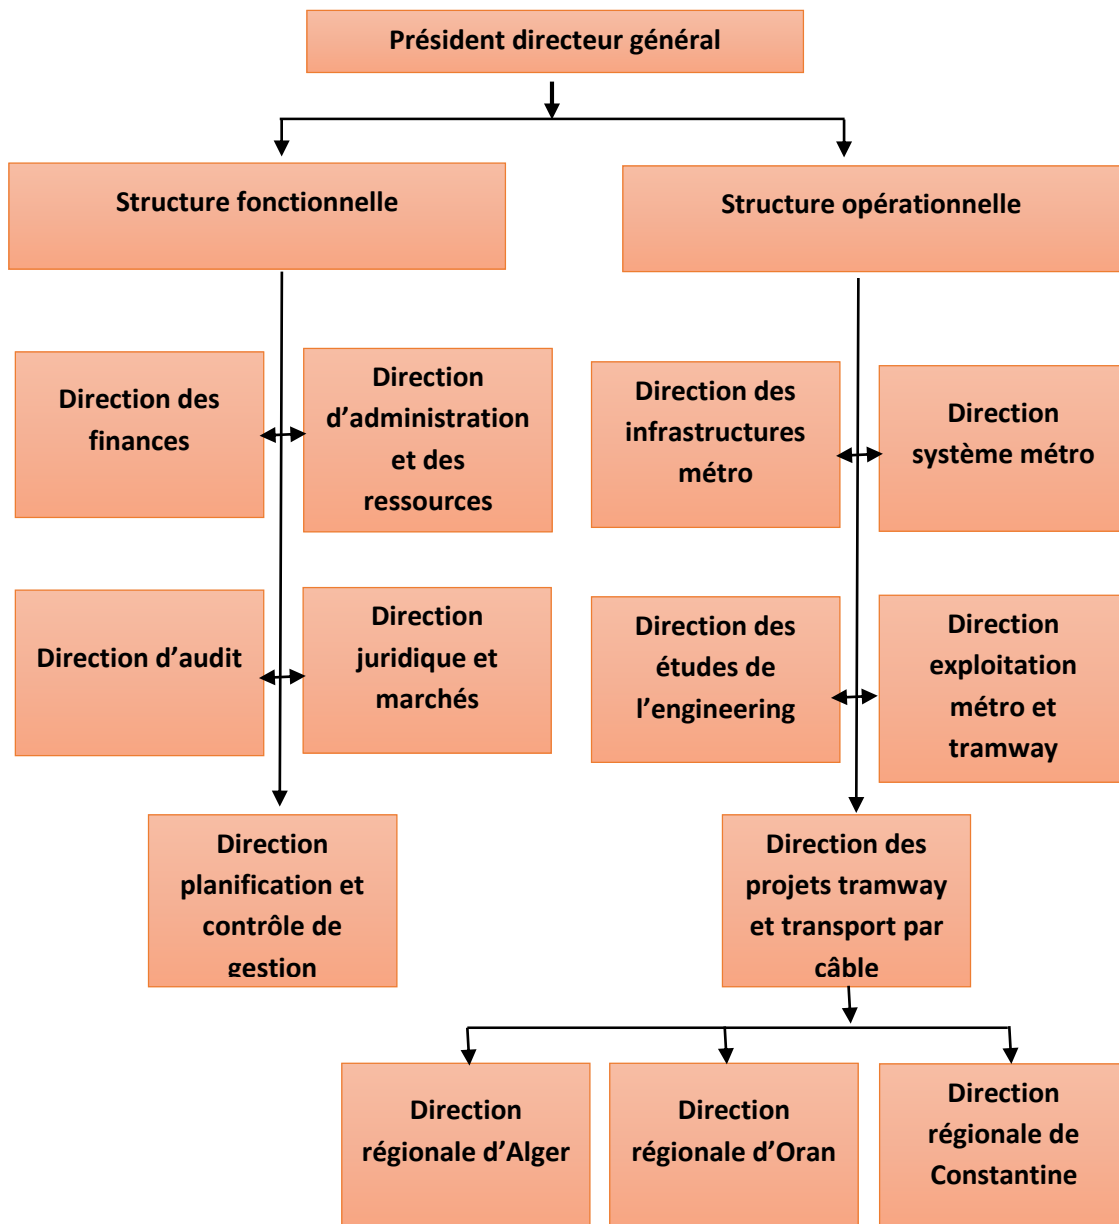 Président directeur général
Structure fonctionnelle
Structure opérationnelle
Direction des
finances
Direction
d’administration
et des
ressources
Direction des
infrastructures
métro
Direction
système métro
Direction d’audit
Direction
juridique et
marchés
Direction des
études de
l’engineering
Direction
exploitation
métro et
tramway
Direction
planification et
contrôle de
gestion
Direction des
projets tramway
et transport par
câble
Direction
régionale d’Alger
Direction
régionale d’Oran
Direction
régionale de
Constantine